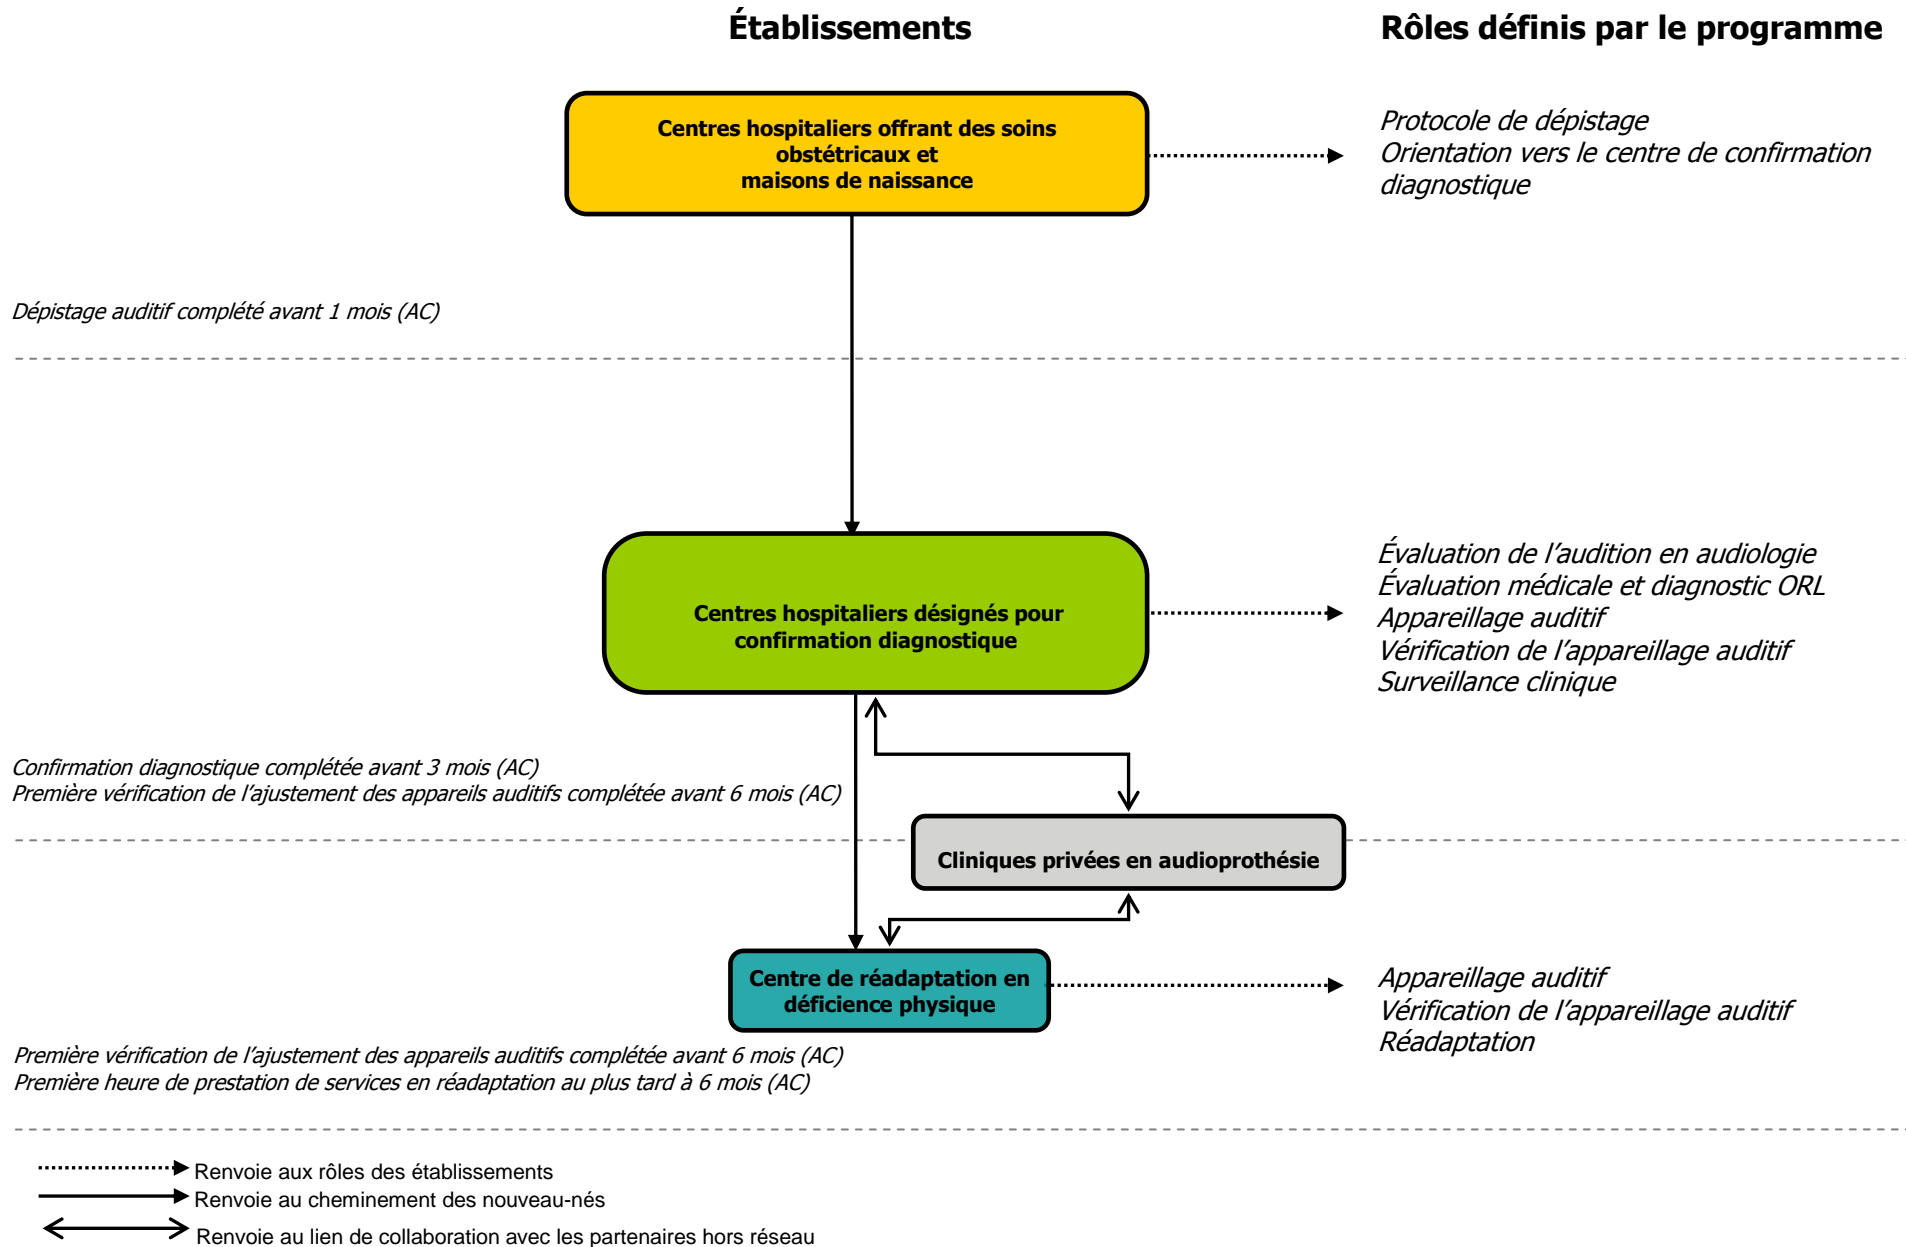 Établissements
Rôles définis par le programme
Centres hospitaliers offrant des soins
obstétricaux et
maisons de naissance
Protocole de dépistage
Orientation vers le centre de confirmation
diagnostique
Dépistage auditif complété avant 1 mois (AC)
Centres hospitaliers désignés pour
confirmation diagnostique
Évaluation de l’audition en audiologie
Évaluation médicale et diagnostic ORL
Appareillage auditif
Vérification de l’appareillage auditif
Surveillance clinique
Confirmation diagnostique complétée avant 3 mois (AC)
Première vérification de l’ajustement des appareils auditifs complétée avant 6 mois (AC)
Cliniques privées en audioprothésie
Centre de réadaptation en
déficience physique
Appareillage auditif
Vérification de l’appareillage auditif
Réadaptation
Première vérification de l’ajustement des appareils auditifs complétée avant 6 mois (AC)
Première heure de prestation de services en réadaptation au plus tard à 6 mois (AC)
Renvoie aux rôles des établissements
Renvoie au cheminement des nouveau-nés
Renvoie au lien de collaboration avec les partenaires hors réseau